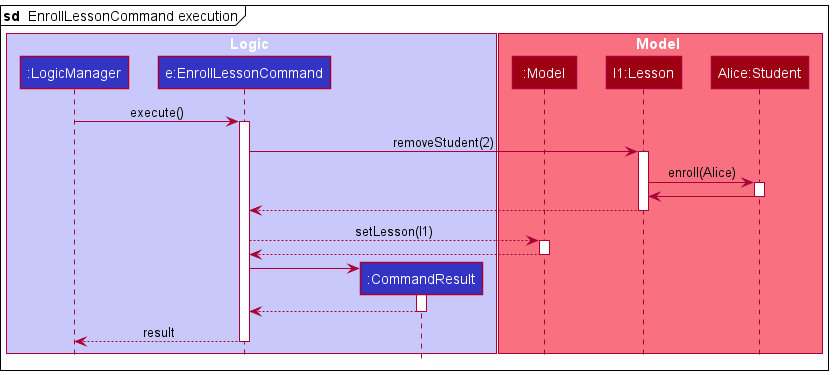 sd EnrollLessonCommand execution
Logic
Model
:LogicManager
e:EnrollLessonCommand
:Model
l1:Lesson
Alice:Student
execute()
removeStudent(2)
enroll(Alice)
setLesson(l1)
:CommandResult
result